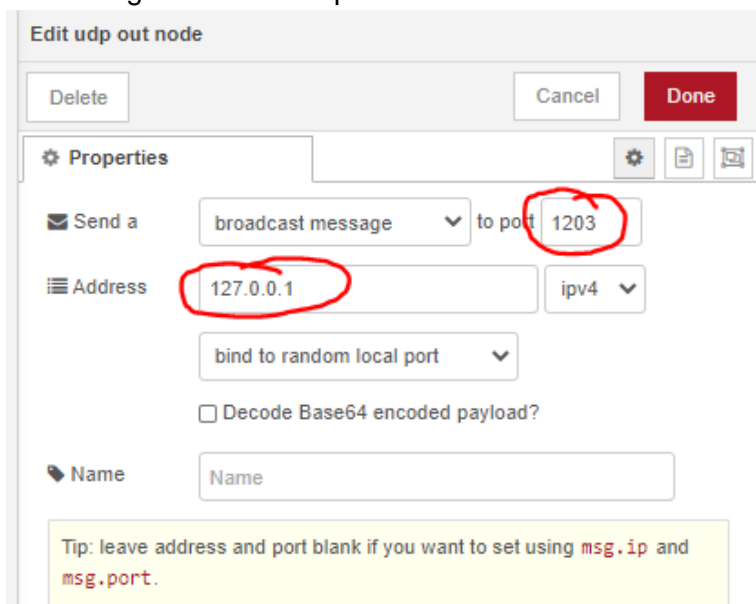 Edit udp out node
Delete Cancel Done
Properties
Send a broadcast message to port 1203
Address 127.0.0.1 ipv4
bind to random local port
Decode Base64 encoded payload?
Name Name
Tip: leave address and port blank if you want to set using msg.ip and
msg.port.